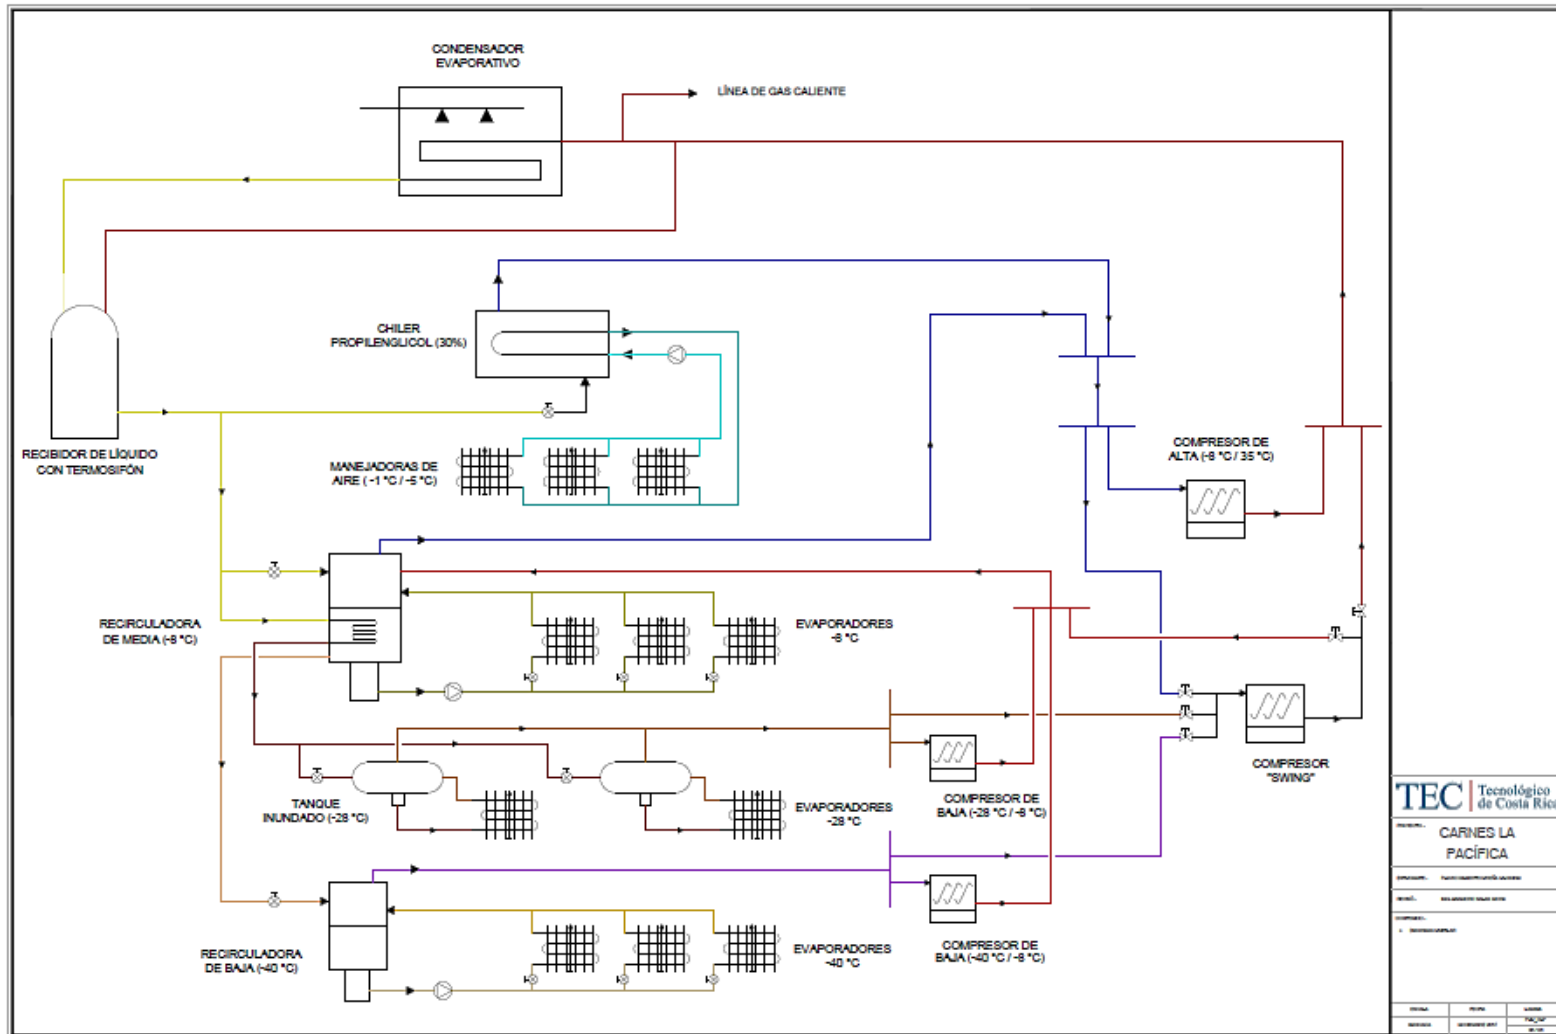 CONDENSADOR
EVAPORATIVO
LÍNEA DE GAS CALIENTE
CHILER
PROPILENGLICOL (30%)
RECIBIDOR DE LÍQUIDO
CON TERMOSIFÓN
MANEJADORAS DE
AIRE ( -1 °C / -5 °C)
COMPRESOR DE
ALTA (-8 °C / 35 °C)
RECIRCULADORA
DE MEDIA (-8 °C)
EVAPORADORES
-8 °C
TANQUE
INUNDADO (-28 °C)
EVAPORADORES
-28 °C
COMPRESOR DE
BAJA (-28 °C / -8 °C)
COMPRESOR
"SWING"
RECIRCULADORA
DE BAJA (-40 °C)
EVAPORADORES
-40 °C
COMPRESOR DE
BAJA (-40 °C / -8 °C)
TEC | Tecnológico
de Costa Rica
CARNES LA
PACÍFICA